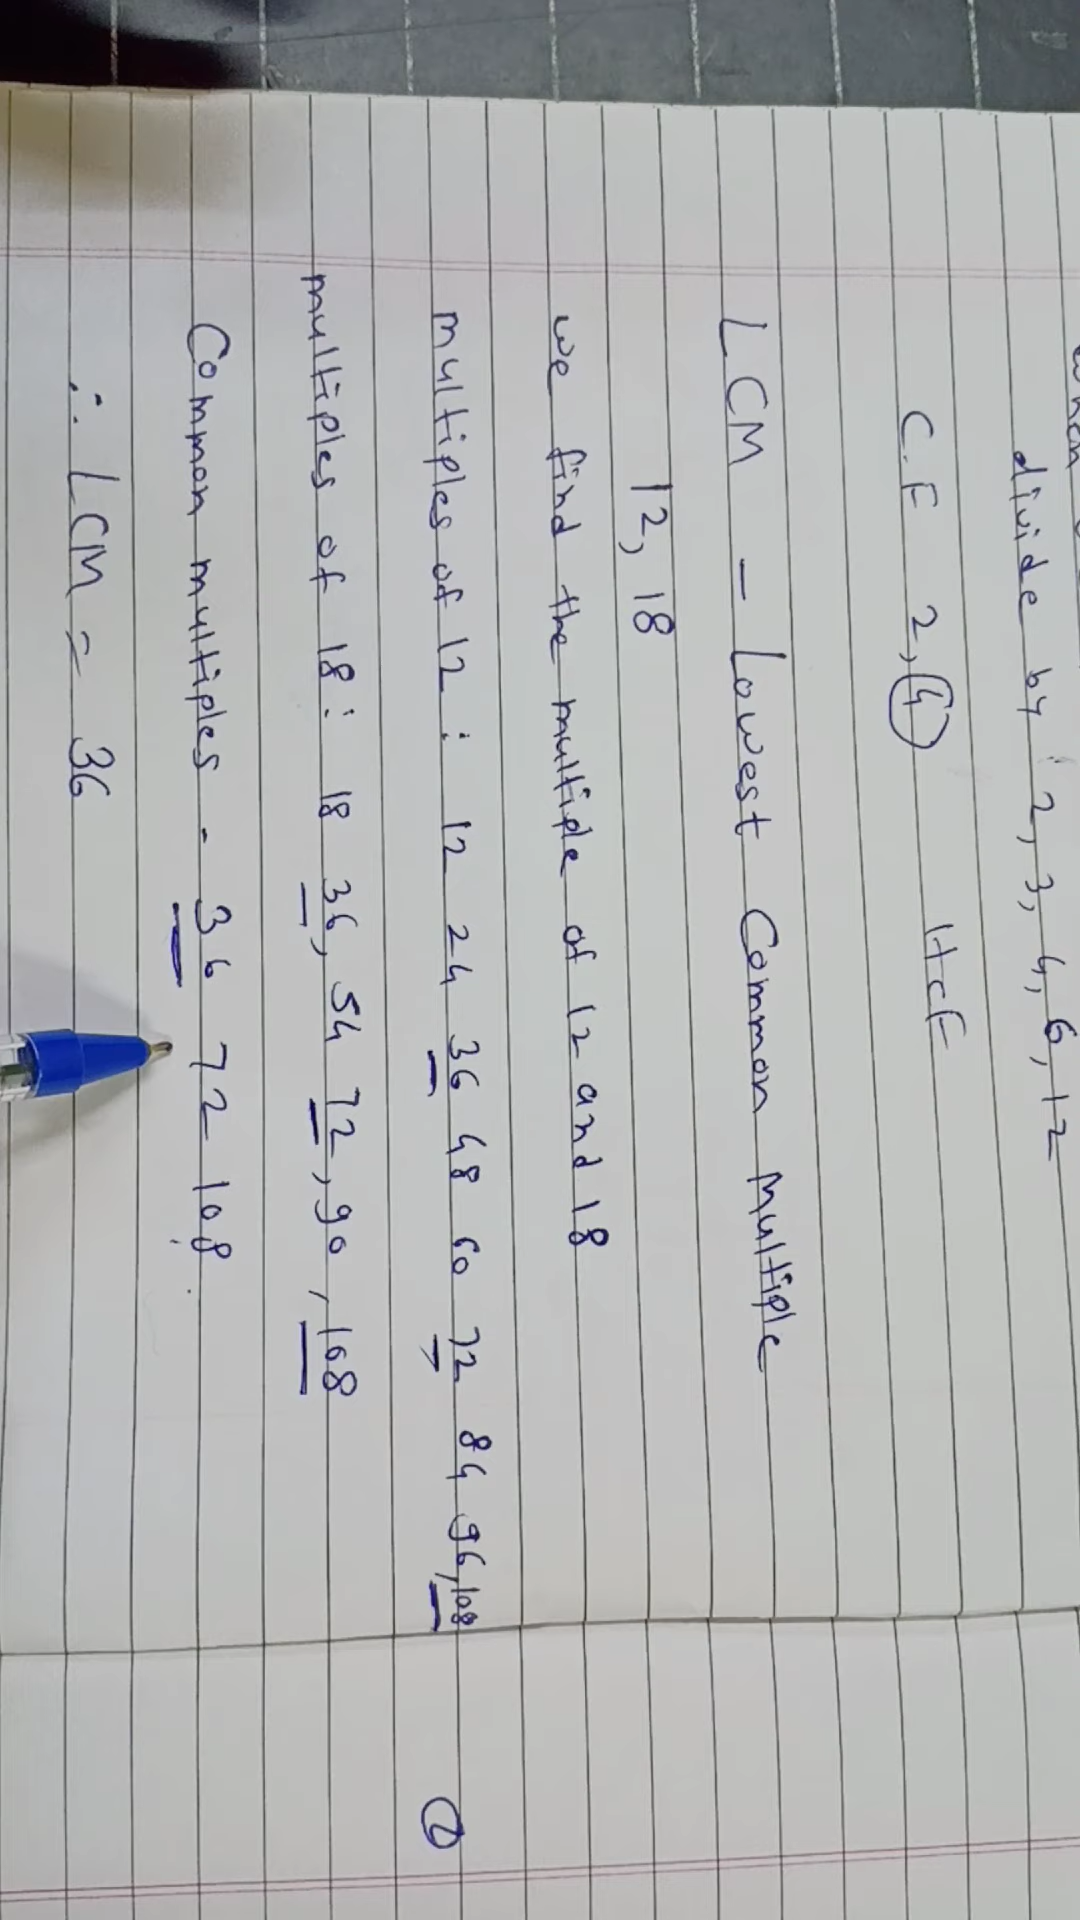 divide by : 2, 3, 4, 6, 12
C.F 2, 4 HCF
LCM - Lowest Common Multiple
12, 18
we find the multiple of 12 and 18
multiples of 12 : 12 24 36 48 60 72 84 96, 108
multiples of 18 : 18 36, 54 72, 90, 108
Common multiples - 36 72 108
∴ LCM = 36